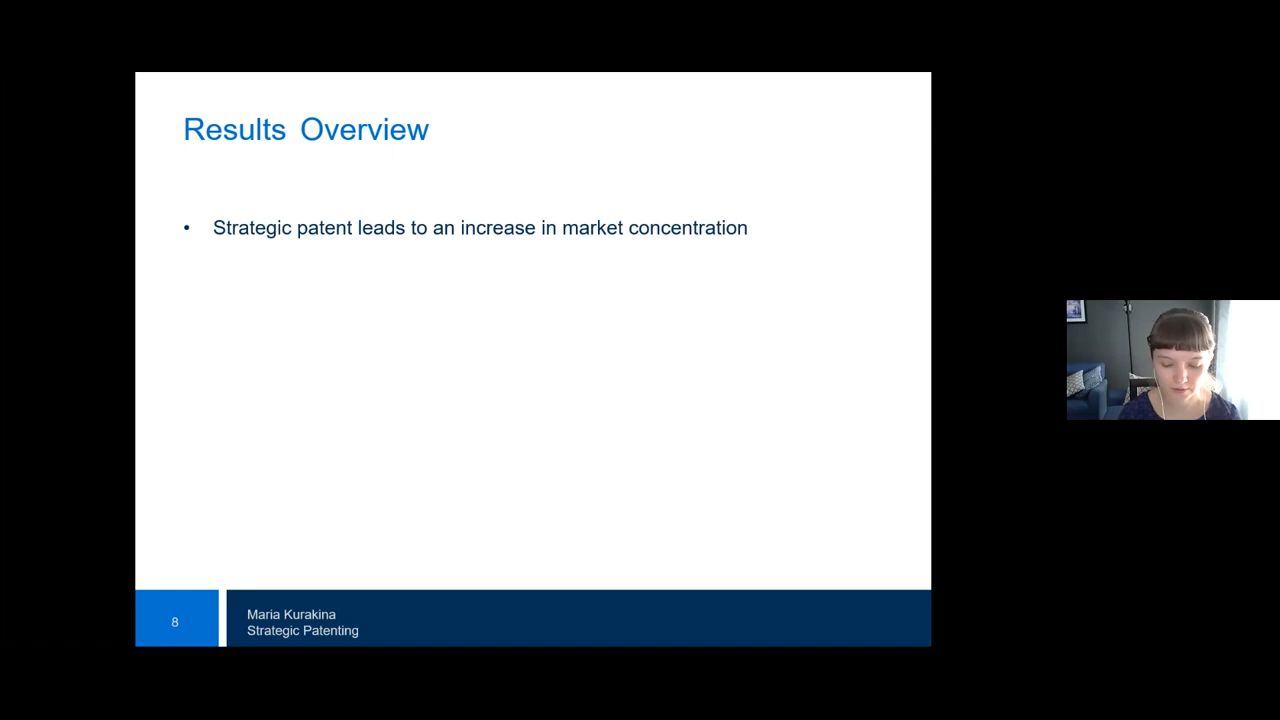 Results Overview
• Strategic patent leads to an increase in market concentration
8
Maria Kurakina
Strategic Patenting